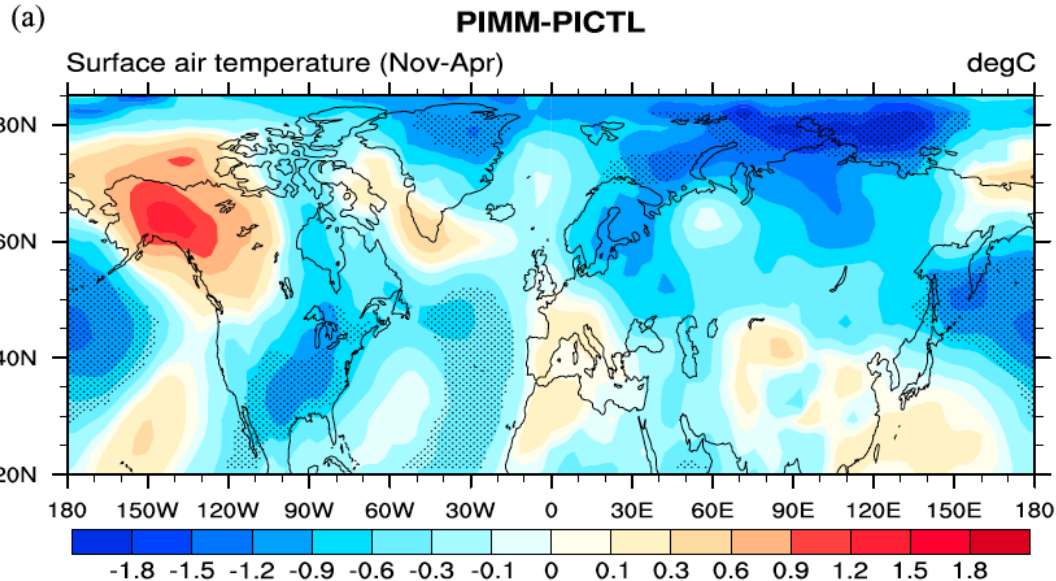 (a)
PIMM-PICTL
Surface air temperature (Nov-Apr) degC
80N
60N
40N
20N
180 150W 120W 90W 60W 30W 0 30E 60E 90E 120E 150E 180
-1.8 -1.5 -1.2 -0.9 -0.6 -0.3 -0.1 0 0.1 0.3 0.6 0.9 1.2 1.5 1.8